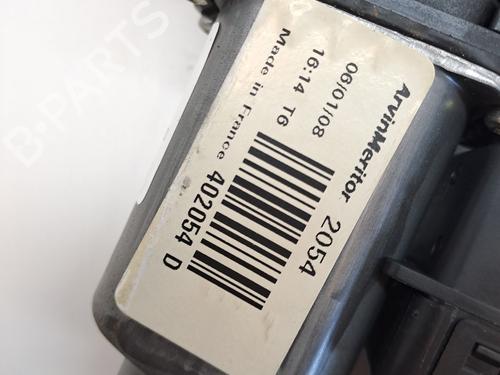 ArvinMeritor 2054
06/01/08
16:14 T6
Made in France 402054 D
B-PARTS